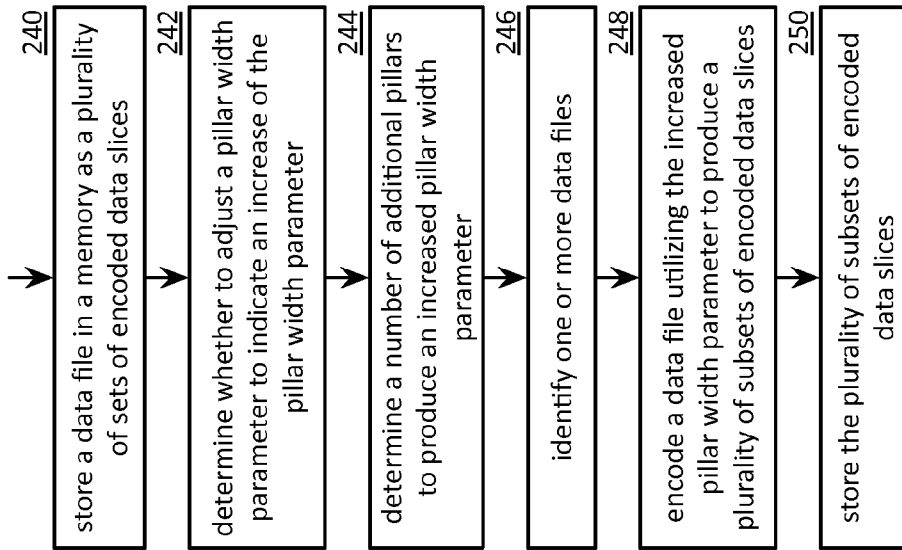 240
store a data file in a memory as a plurality
of sets of encoded data slices
242
determine whether to adjust a pillar width
parameter to indicate an increase of the
pillar width parameter
244
determine a number of additional pillars
to produce an increased pillar width
parameter
246
identify one or more data files
248
encode a data file utilizing the increased
pillar width parameter to produce a
plurality of subsets of encoded data slices
250
store the plurality of subsets of encoded
data slices